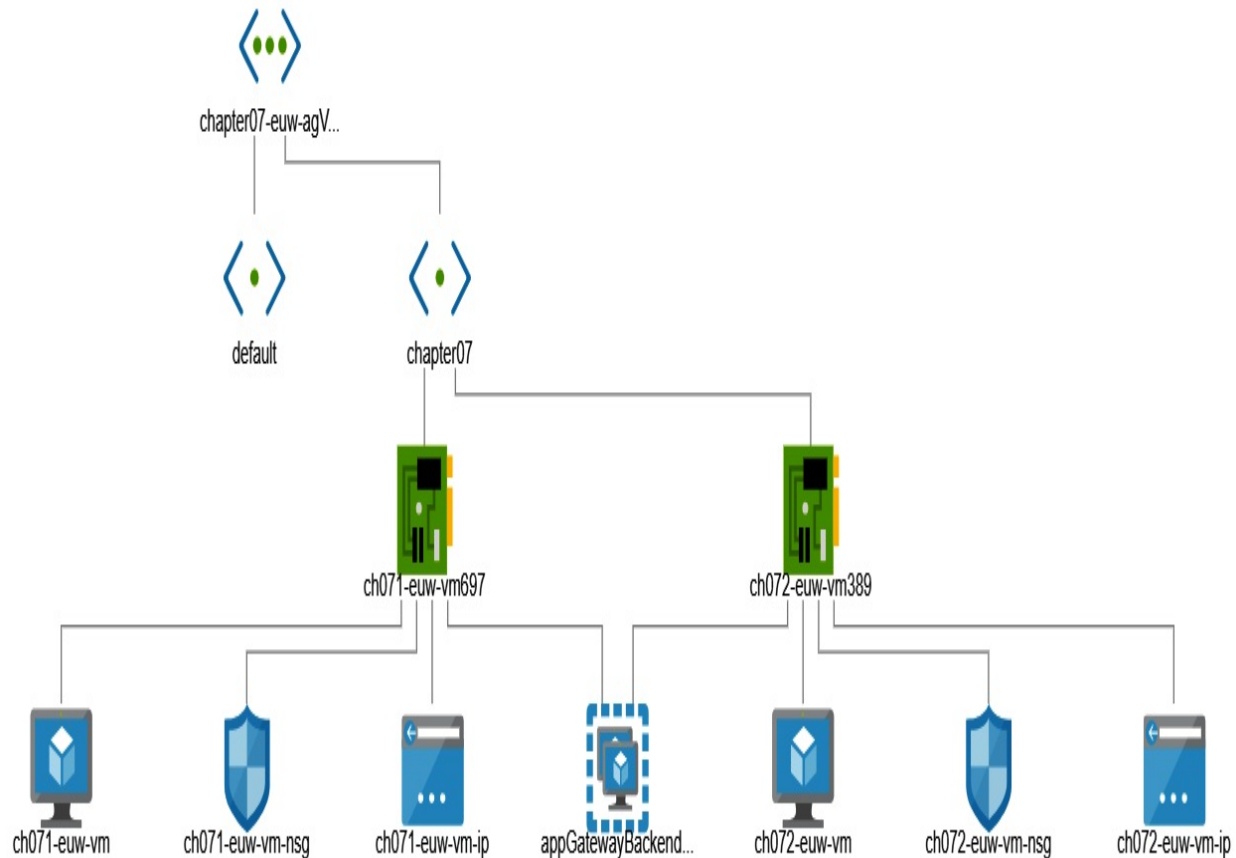 chapter07-euw-agV...
default
chapter07
ch071-euw-vm697
ch072-euw-vm389
ch071-euw-vm
ch071-euw-vm-nsg
ch071-euw-vm-ip
appGatewayBackend...
ch072-euw-vm
ch072-euw-vm-nsg
ch072-euw-vm-ip